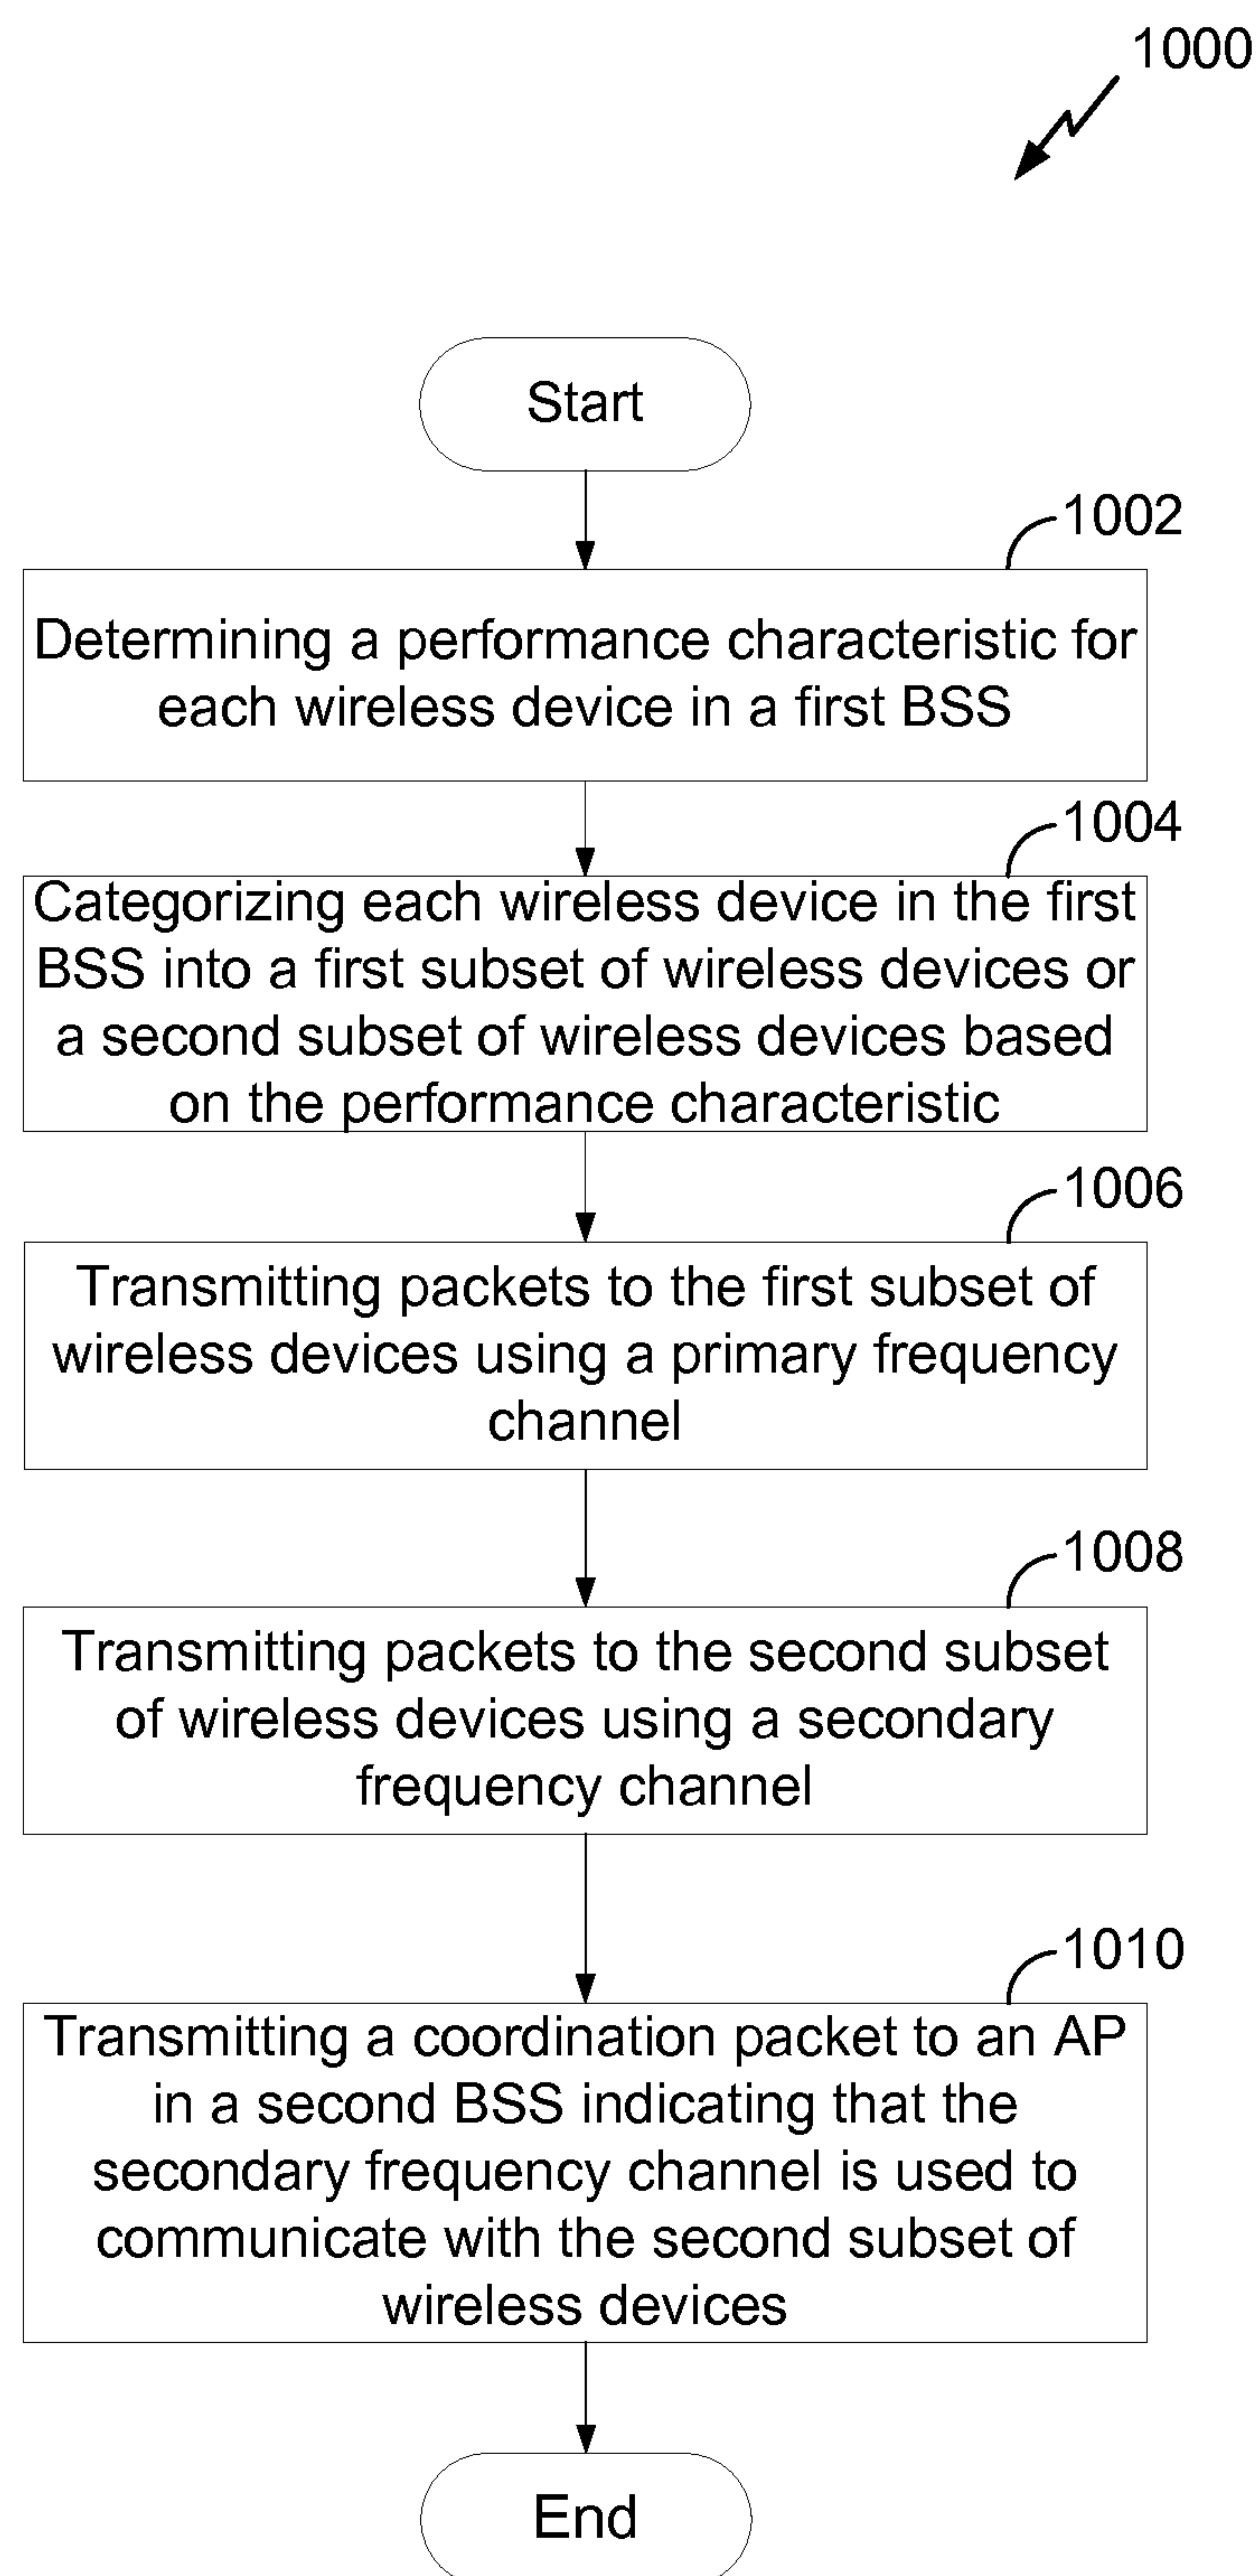 1000
Start
1002
Determining a performance characteristic for
each wireless device in a first BSS
1004
Categorizing each wireless device in the first
BSS into a first subset of wireless devices or
a second subset of wireless devices based
on the performance characteristic
1006
Transmitting packets to the first subset of
wireless devices using a primary frequency
channel
1008
Transmitting packets to the second subset
of wireless devices using a secondary
frequency channel
1010
Transmitting a coordination packet to an AP
in a second BSS indicating that the
secondary frequency channel is used to
communicate with the second subset of
wireless devices
End